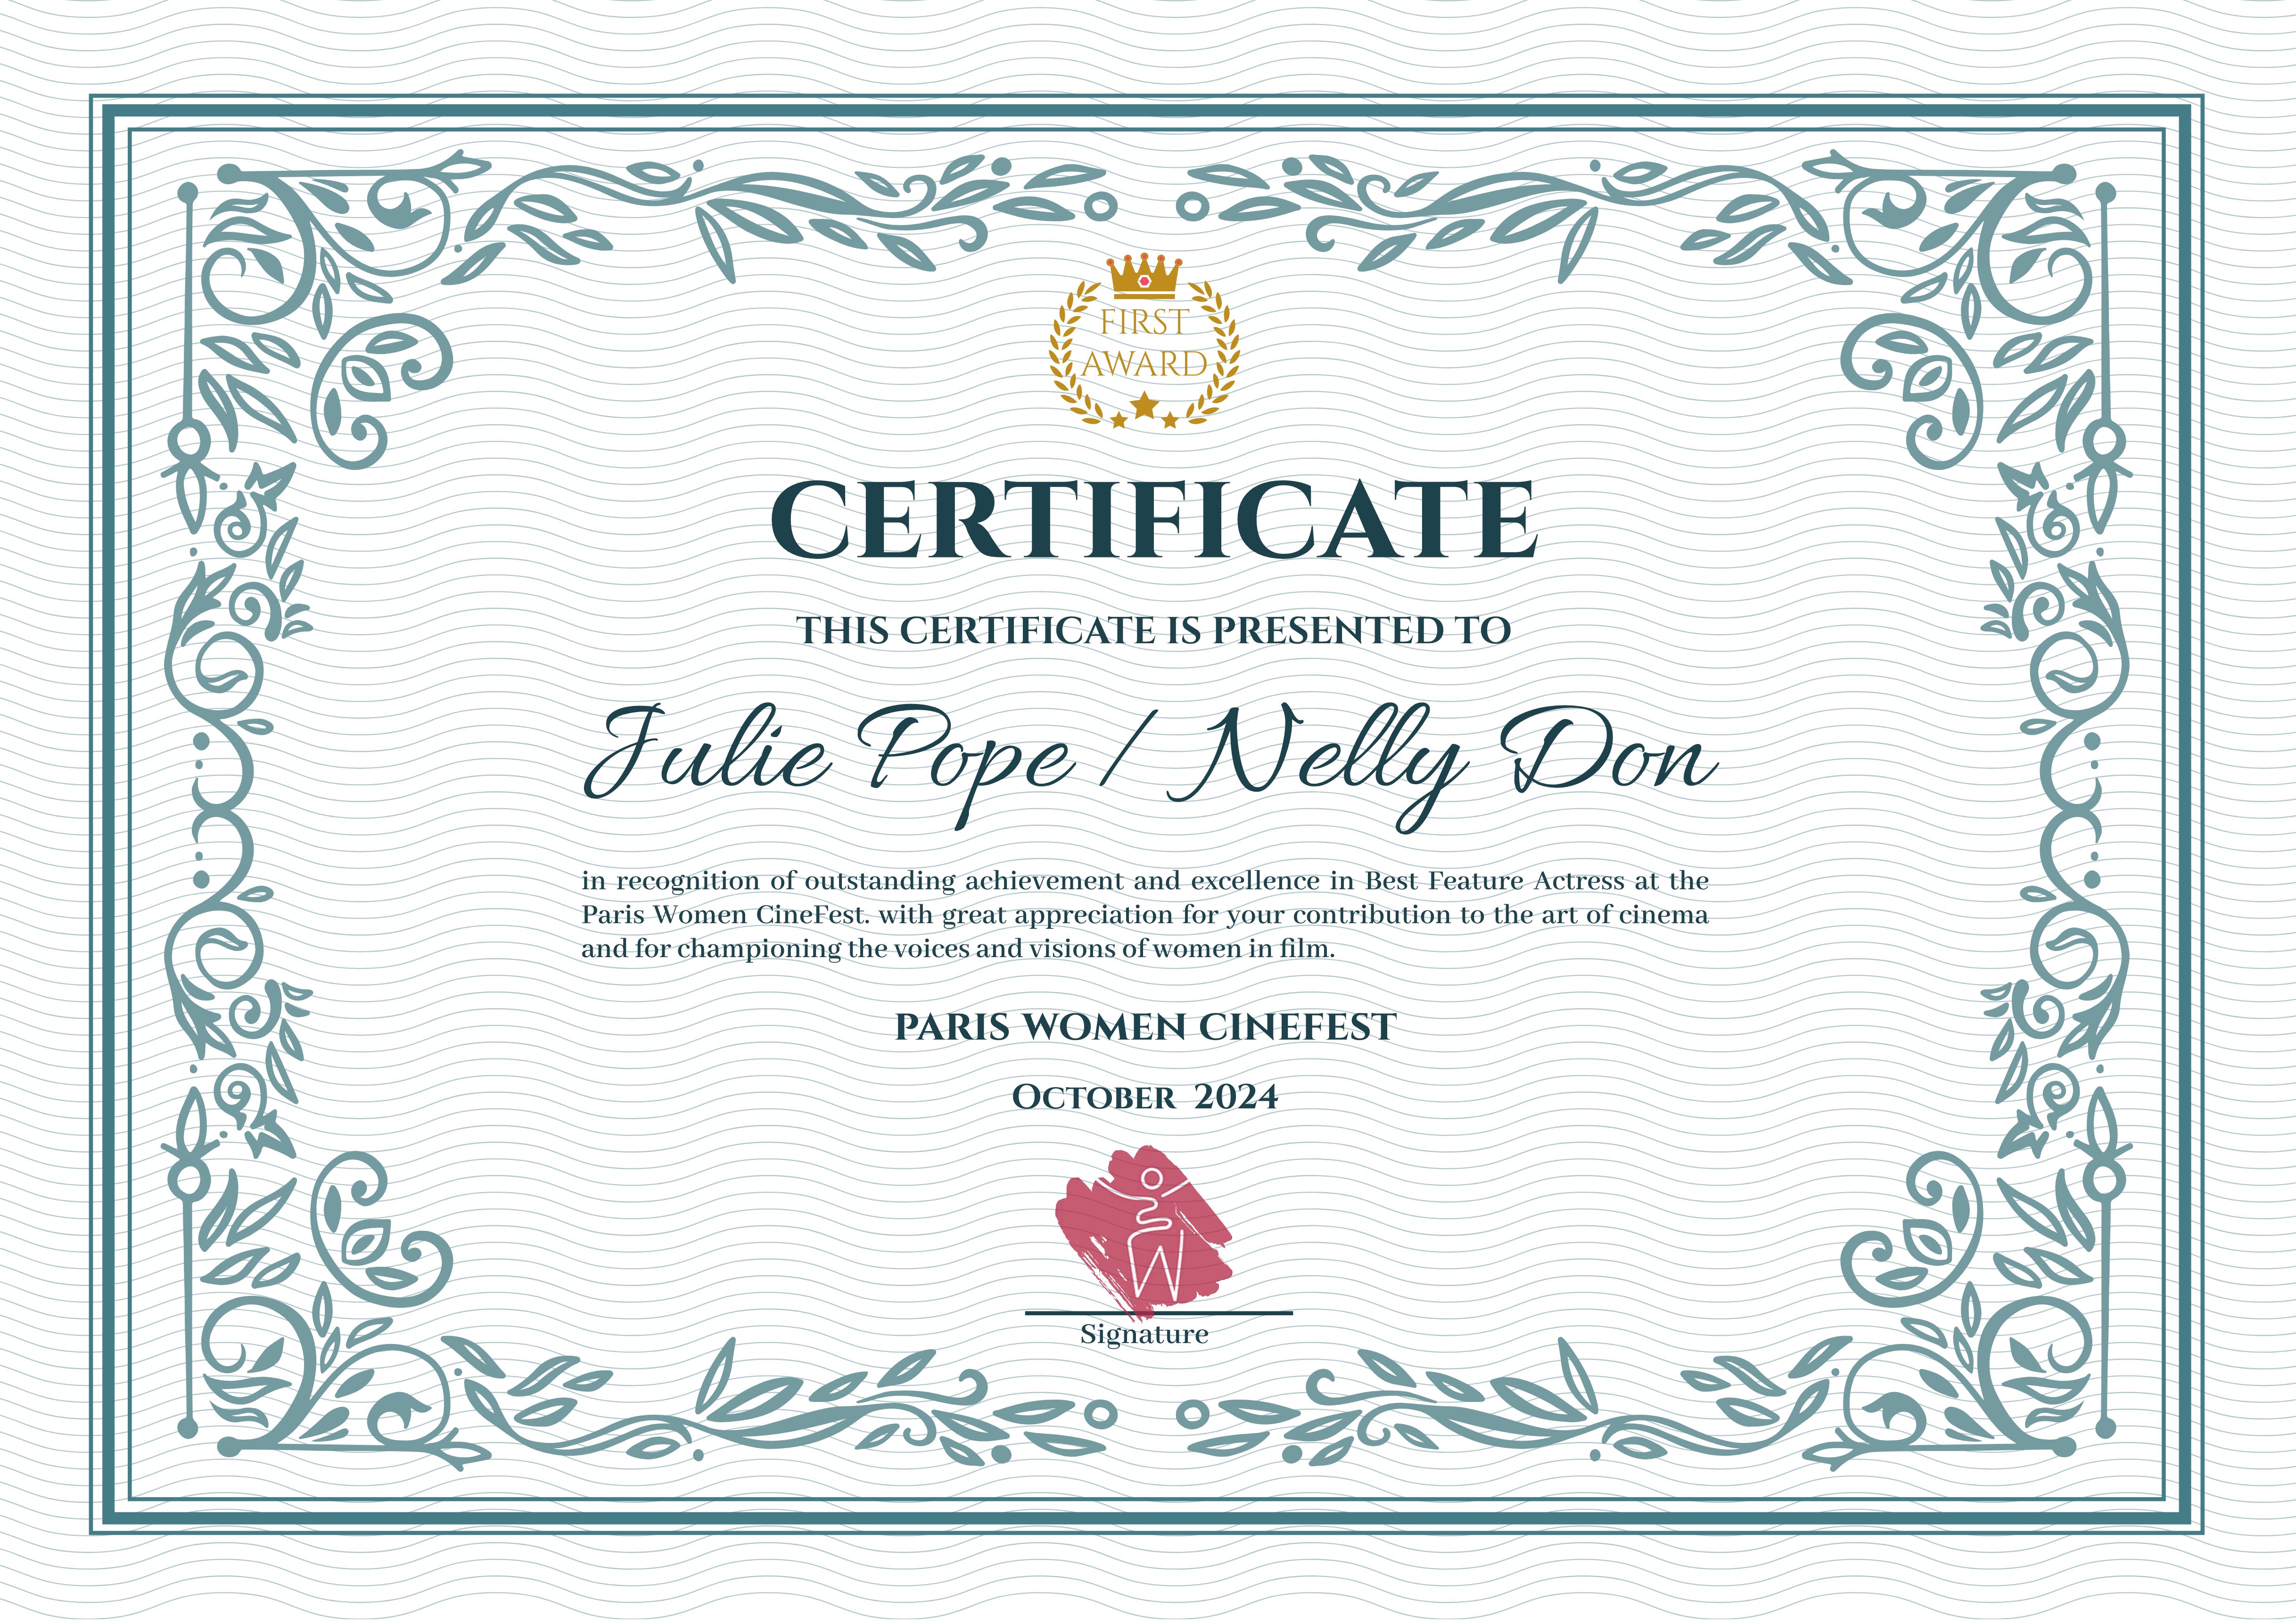 FIRST
AWARD
CERTIFICATE
THIS CERTIFICATE IS PRESENTED TO
Julie Pope / Nelly Don
in recognition of outstanding achievement and excellence in Best Feature Actress at the
Paris Women CineFest. with great appreciation for your contribution to the art of cinema
and for championing the voices and visions of women in film.
PARIS WOMEN CINEFEST
October 2024
Signature